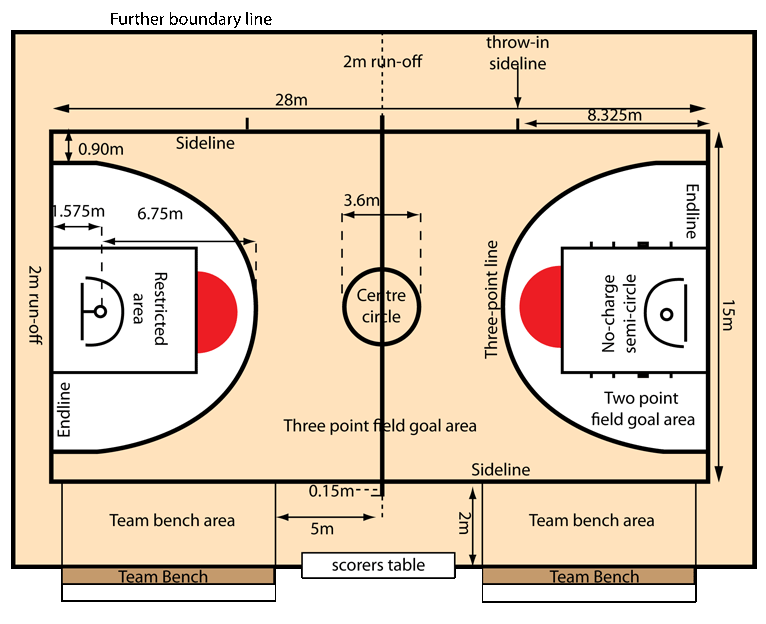 Further boundary line
2m run-off
throw-in
sideline
28m
8.325m
Sideline
0.90m
1.575m
6.75m
3.6m
Endline
2m run-off
Restricted
area
Centre
circle
Three-point line
No-charge
semi-circle
15m
Endline
Two point
field goal area
Three point field goal area
Sideline
0.15m
5m
2m
Team bench area
Team bench area
scorers table
Team Bench
Team Bench